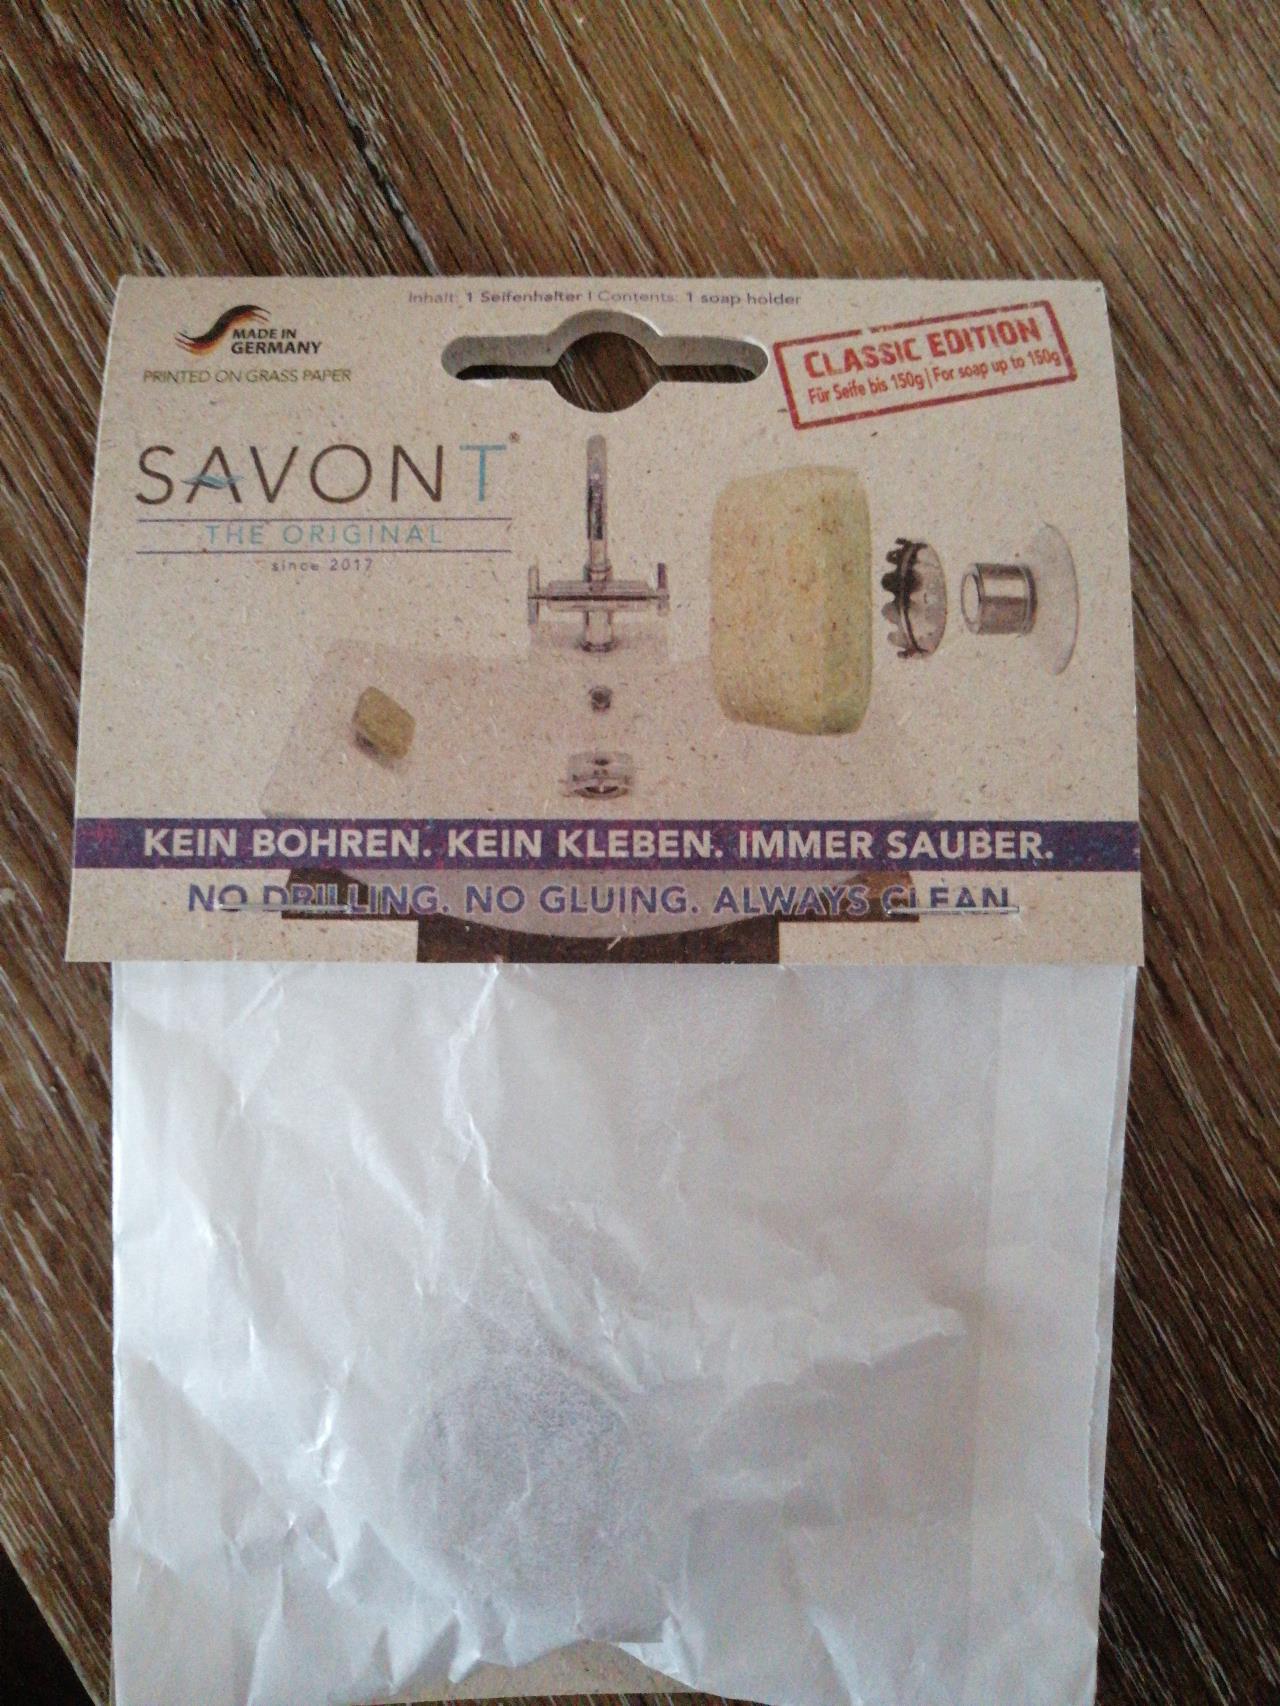 Inhalt: 1 Seifenhalter | Contents: 1 soap holder
MADE IN
GERMANY
PRINTED ON GRASS PAPER
CLASSIC EDITION
Für Seife bis 150g | For soap up to 150g
SAVONT®
THE ORIGINAL
since 2017
KEIN BOHREN. KEIN KLEBEN. IMMER SAUBER.
NO DRILLING. NO GLUING. ALWAYS CLEAN.